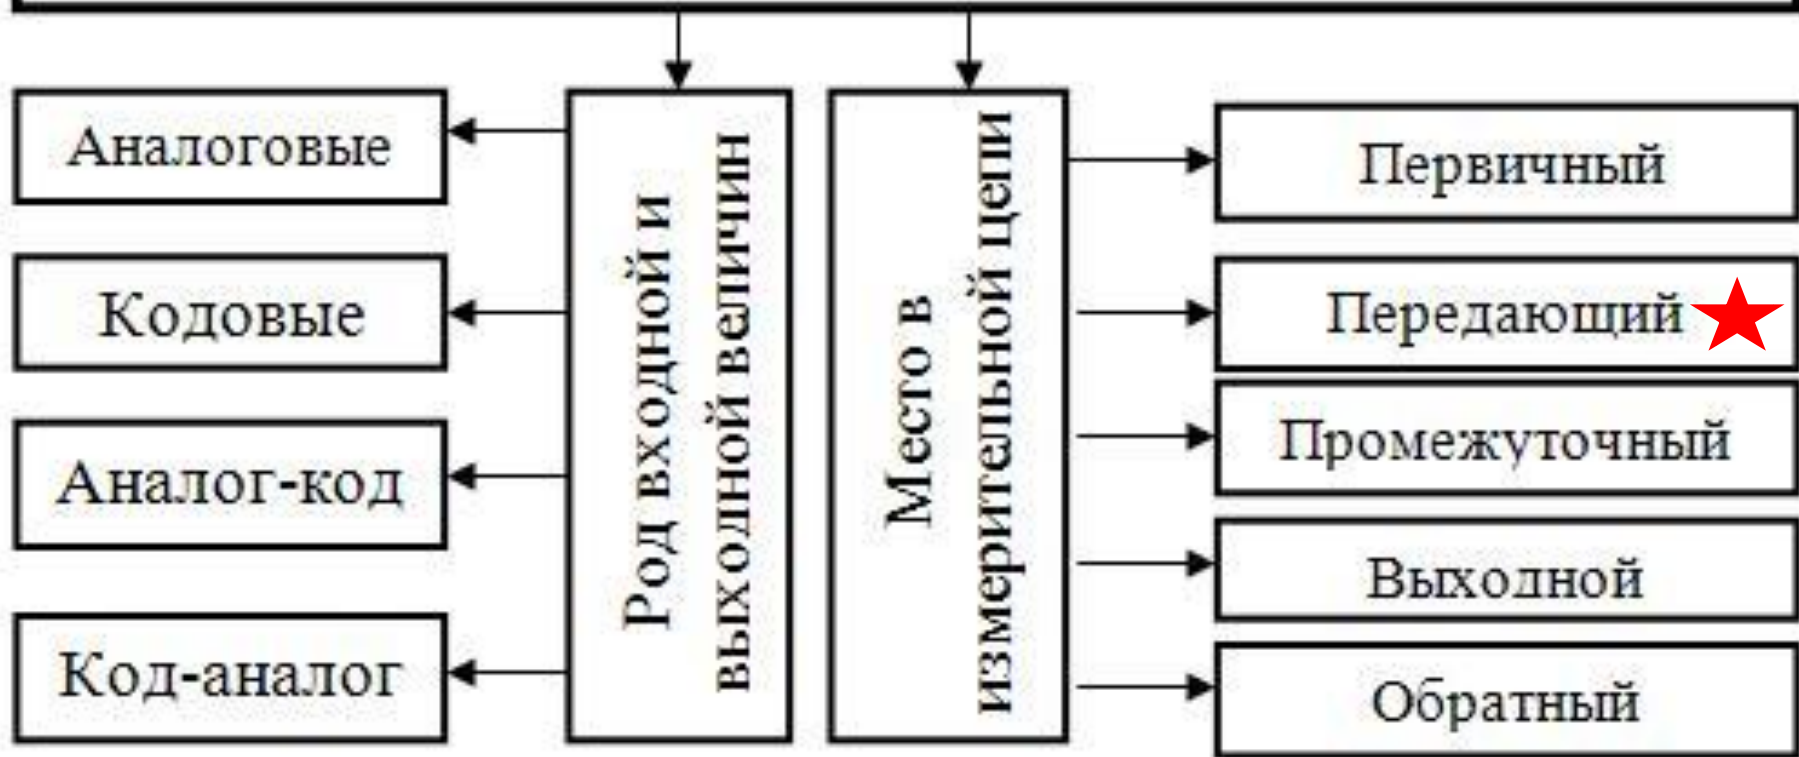 Аналоговые
Кодовые
Аналог-код
Код-аналог
Род входной и
выходной величин
Место в
измерительной цепи
Первичный
Передающий
Промежуточный
Выходной
Обратный